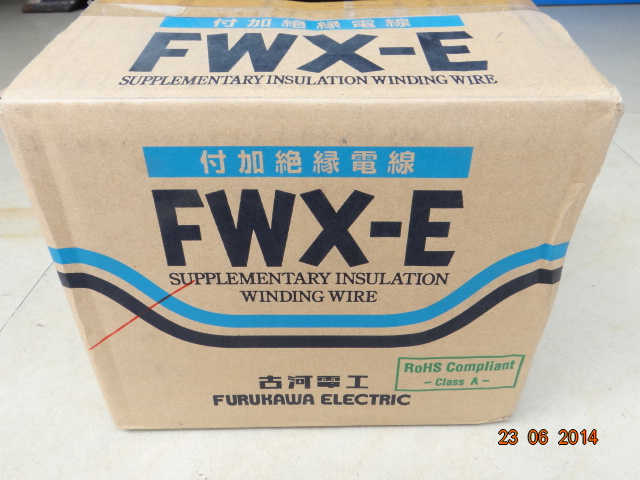 付加絶縁電線
FWX-E
SUPPLEMENTARY INSULATION WINDING WIRE
付加絶縁電線
FWX-E
SUPPLEMENTARY INSULATION
WINDING WIRE
古河電工
FURUKAWA ELECTRIC
RoHS Compliant
– Class A –
23 06 2014